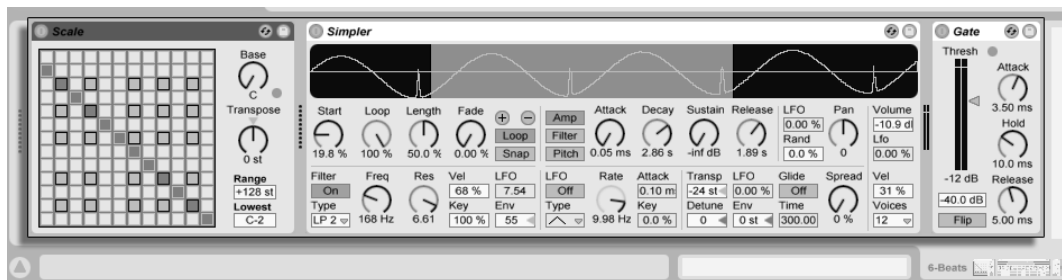 Scale
Base
C
Transpose
0 st
Range
+128 st
Lowest
C-2
Simpler
Start Loop Length Fade
19.8 % 100 % 50.0 % 0.00 %
Loop
Snap
Amp
Filter
Pitch
Attack Decay Sustain Release
0.05 ms 2.86 s -inf dB 1.89 s
LFO
0.00 %
Rand
0.0 %
Pan
0
Volume
-10.9 d
Lfo
0.00 %
Filter Freq Res Vel LFO
On 68 % 7.54
Type Key Env
LP 2 168 Hz 6.61 100 % 55
LFO Rate Attack
Off 0.10 m
Type Key
9.98 Hz 0.0 %
Transp LFO Glide Spread
-24 st 0.00 % Off
Detune Env Time
0 0 st 300.00 0 %
Vel
31 %
Voices
12
Gate
Thresh
-12 dB
-40.0 dB
Flip
Attack
3.50 ms
Hold
10.0 ms
Release
5.00 ms
6-Beats